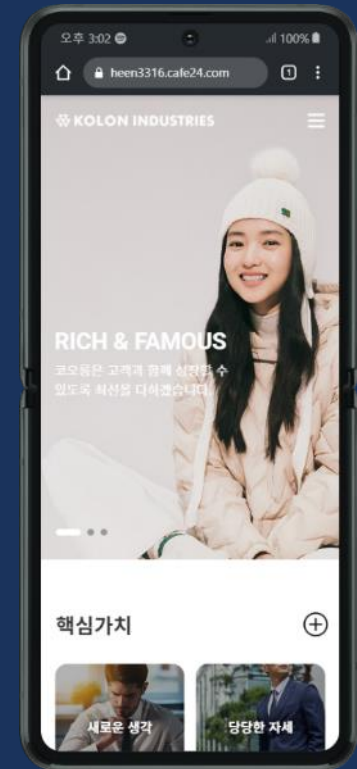 오후 3:02
100%
heen3316.cafe24.com
1
KOLON INDUSTRIES
RICH & FAMOUS
코오롱은 고객과 함께 성장할 수
있도록 최선을 다하겠습니다.
핵심가치
새로운 생각
당당한 자세